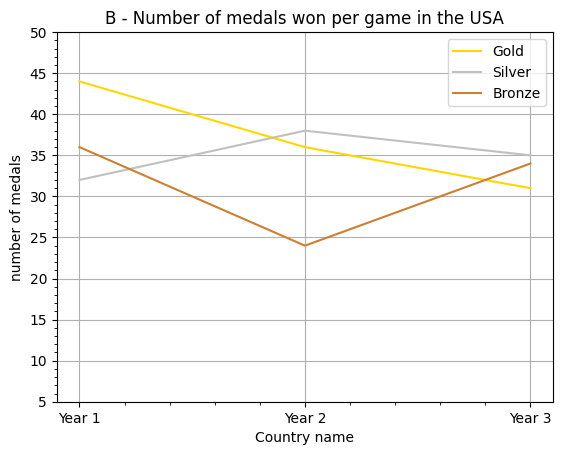 B - Number of medals won per game in the USA
Gold
Silver
Bronze
number of medals
50
45
40
35
30
25
20
15
10
5
Year 1 Year 2 Year 3
Country name